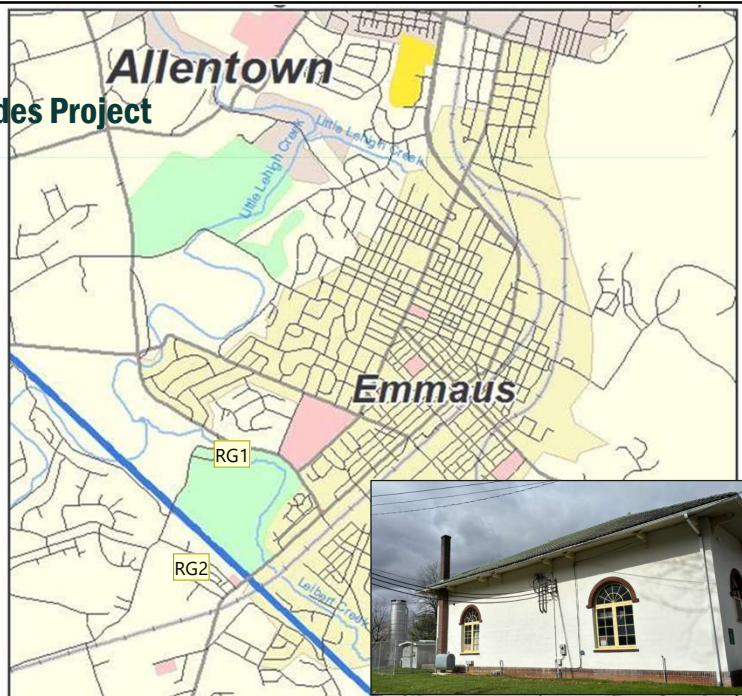 Allentown
des Project
Little Lehigh Creek
Little Lehigh Creek
Emmaus
RG1
RG2
Leibert Creek